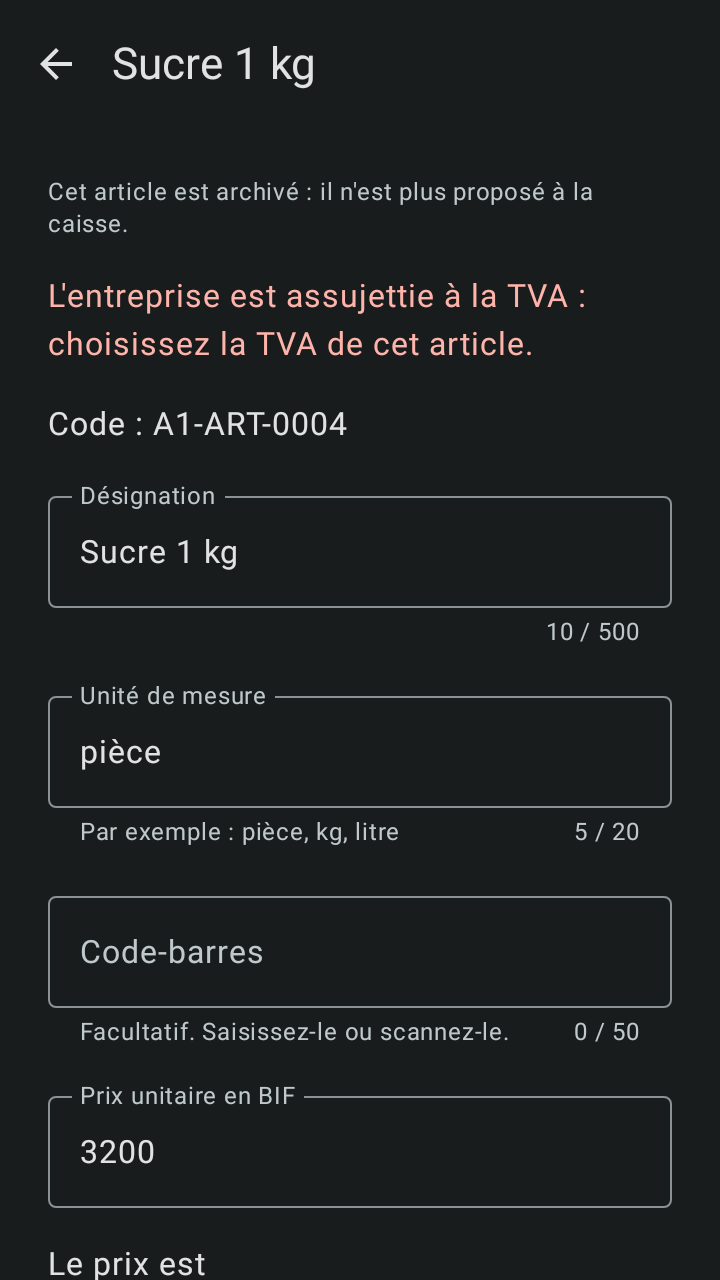 Sucre 1 kg
Cet article est archivé : il n'est plus proposé à la
caisse.
L'entreprise est assujettie à la TVA :
choisissez la TVA de cet article.
Code : A1-ART-0004
Désignation
Sucre 1 kg
10 / 500
Unité de mesure
pièce
Par exemple : pièce, kg, litre 5 / 20
Code-barres
Facultatif. Saisissez-le ou scannez-le. 0 / 50
Prix unitaire en BIF
3200
Le prix est